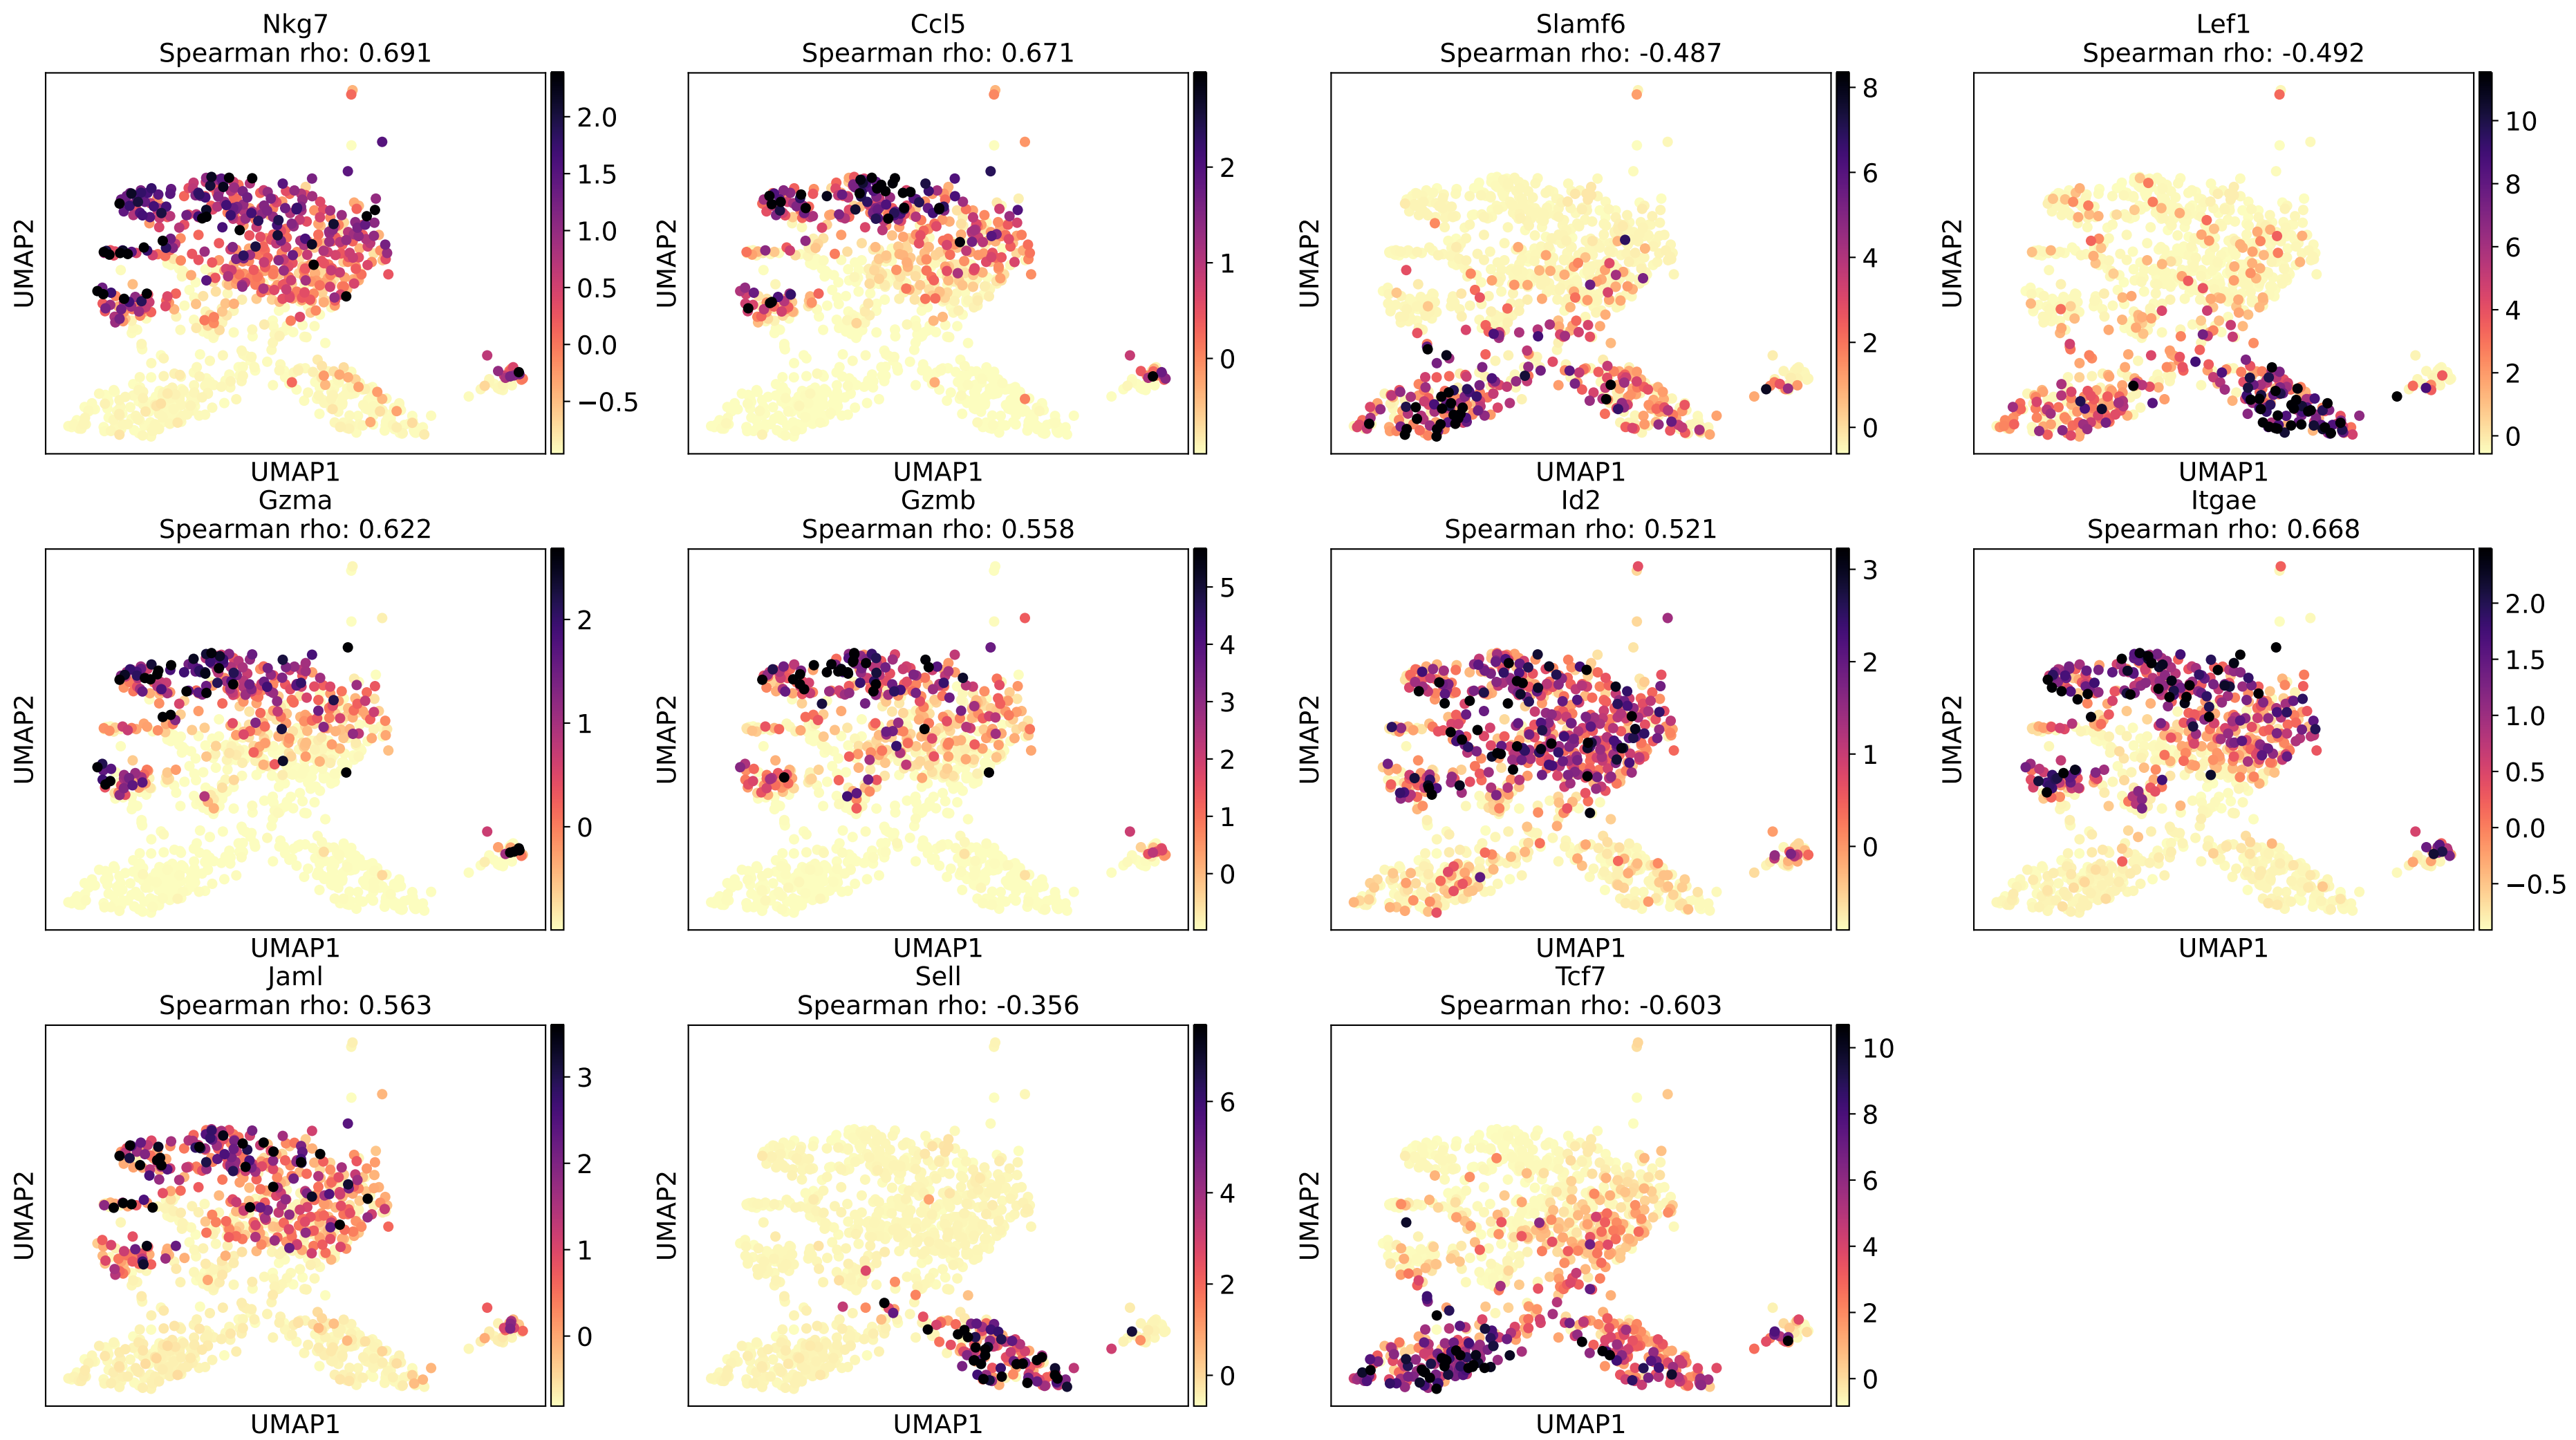 Nkg7
Spearman rho: 0.691
UMAP2
UMAP1
2.0
1.5
1.0
0.5
0.0
−0.5
Ccl5
Spearman rho: 0.671
UMAP2
UMAP1
2
1
0
Slamf6
Spearman rho: -0.487
UMAP2
UMAP1
8
6
4
2
0
Lef1
Spearman rho: -0.492
UMAP2
UMAP1
10
8
6
4
2
0
Gzma
Spearman rho: 0.622
UMAP2
UMAP1
2
1
0
Gzmb
Spearman rho: 0.558
UMAP2
UMAP1
5
4
3
2
1
0
Id2
Spearman rho: 0.521
UMAP2
UMAP1
3
2
1
0
Itgae
Spearman rho: 0.668
UMAP2
UMAP1
2.0
1.5
1.0
0.5
0.0
−0.5
Jaml
Spearman rho: 0.563
UMAP2
UMAP1
3
2
1
0
Sell
Spearman rho: -0.356
UMAP2
UMAP1
6
4
2
0
Tcf7
Spearman rho: -0.603
UMAP2
UMAP1
10
8
6
4
2
0